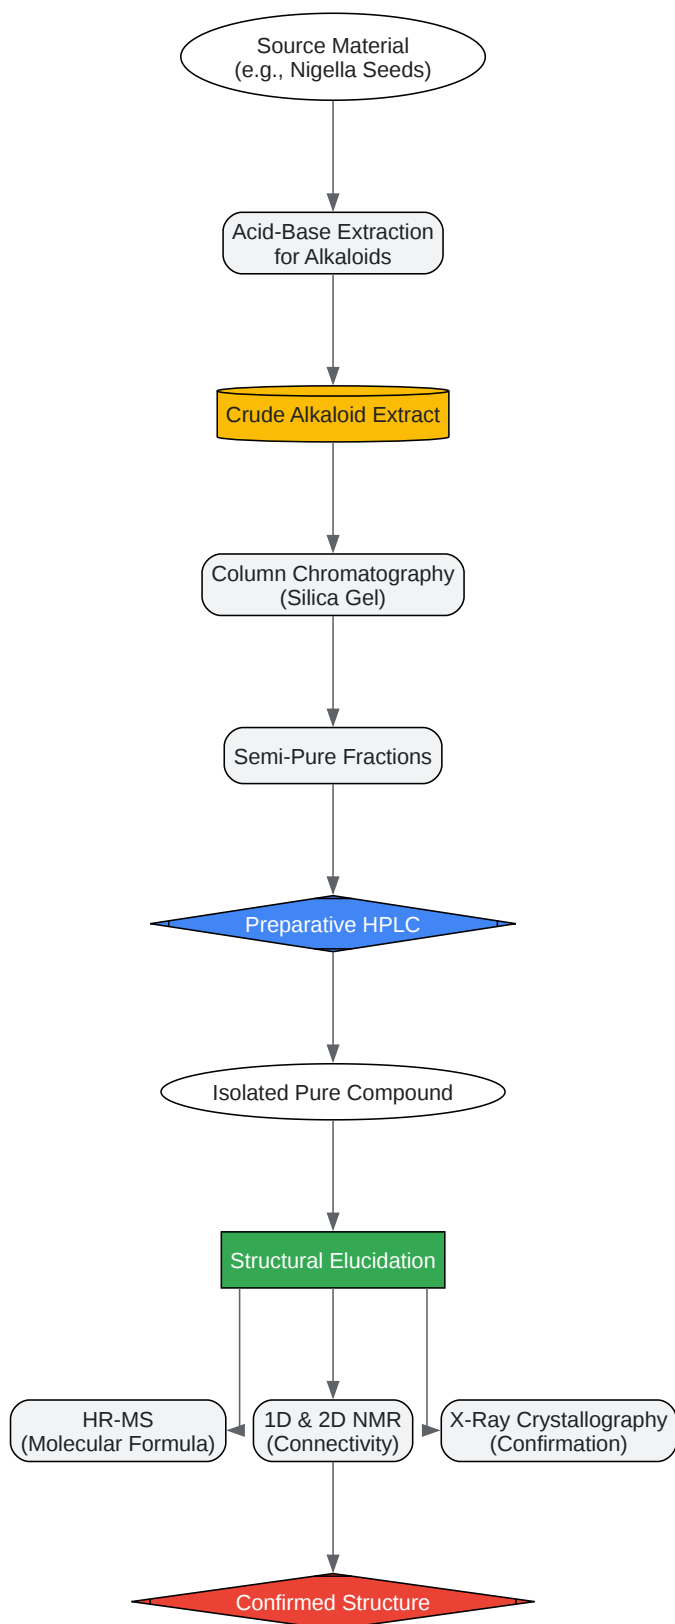 Source Material
(e.g., Nigella Seeds)
Acid-Base Extraction
for Alkaloids
Crude Alkaloid Extract
Column Chromatography
(Silica Gel)
Semi-Pure Fractions
Preparative HPLC
Isolated Pure Compound
Structural Elucidation
HR-MS
(Molecular Formula)
1D & 2D NMR
(Connectivity)
X-Ray Crystallography
(Confirmation)
Confirmed Structure